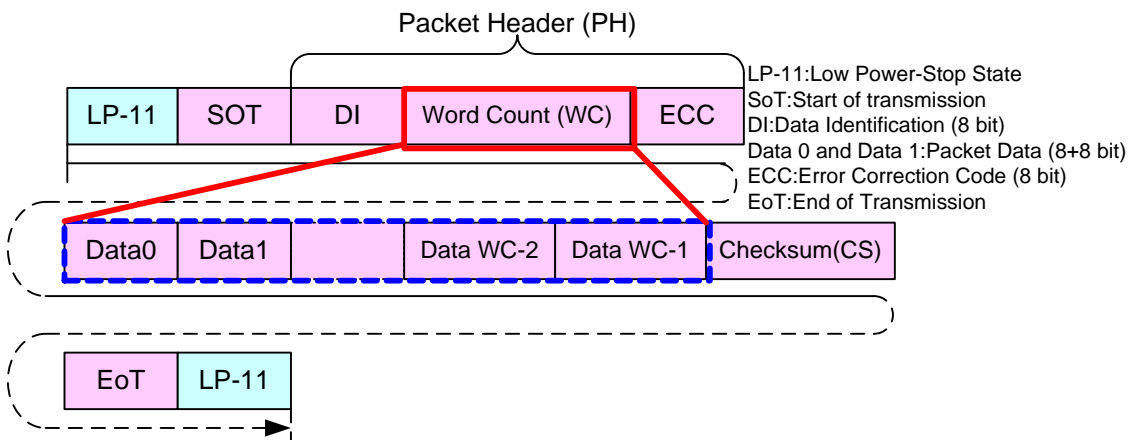 Packet Header (PH)
LP-11 SOT DI Word Count (WC) ECC
LP-11:Low Power-Stop State
SoT:Start of transmission
DI:Data Identification (8 bit)
Data 0 and Data 1:Packet Data (8+8 bit)
ECC:Error Correction Code (8 bit)
EoT:End of Transmission
Data0 Data1 Data WC-2 Data WC-1 Checksum(CS)
EoT LP-11